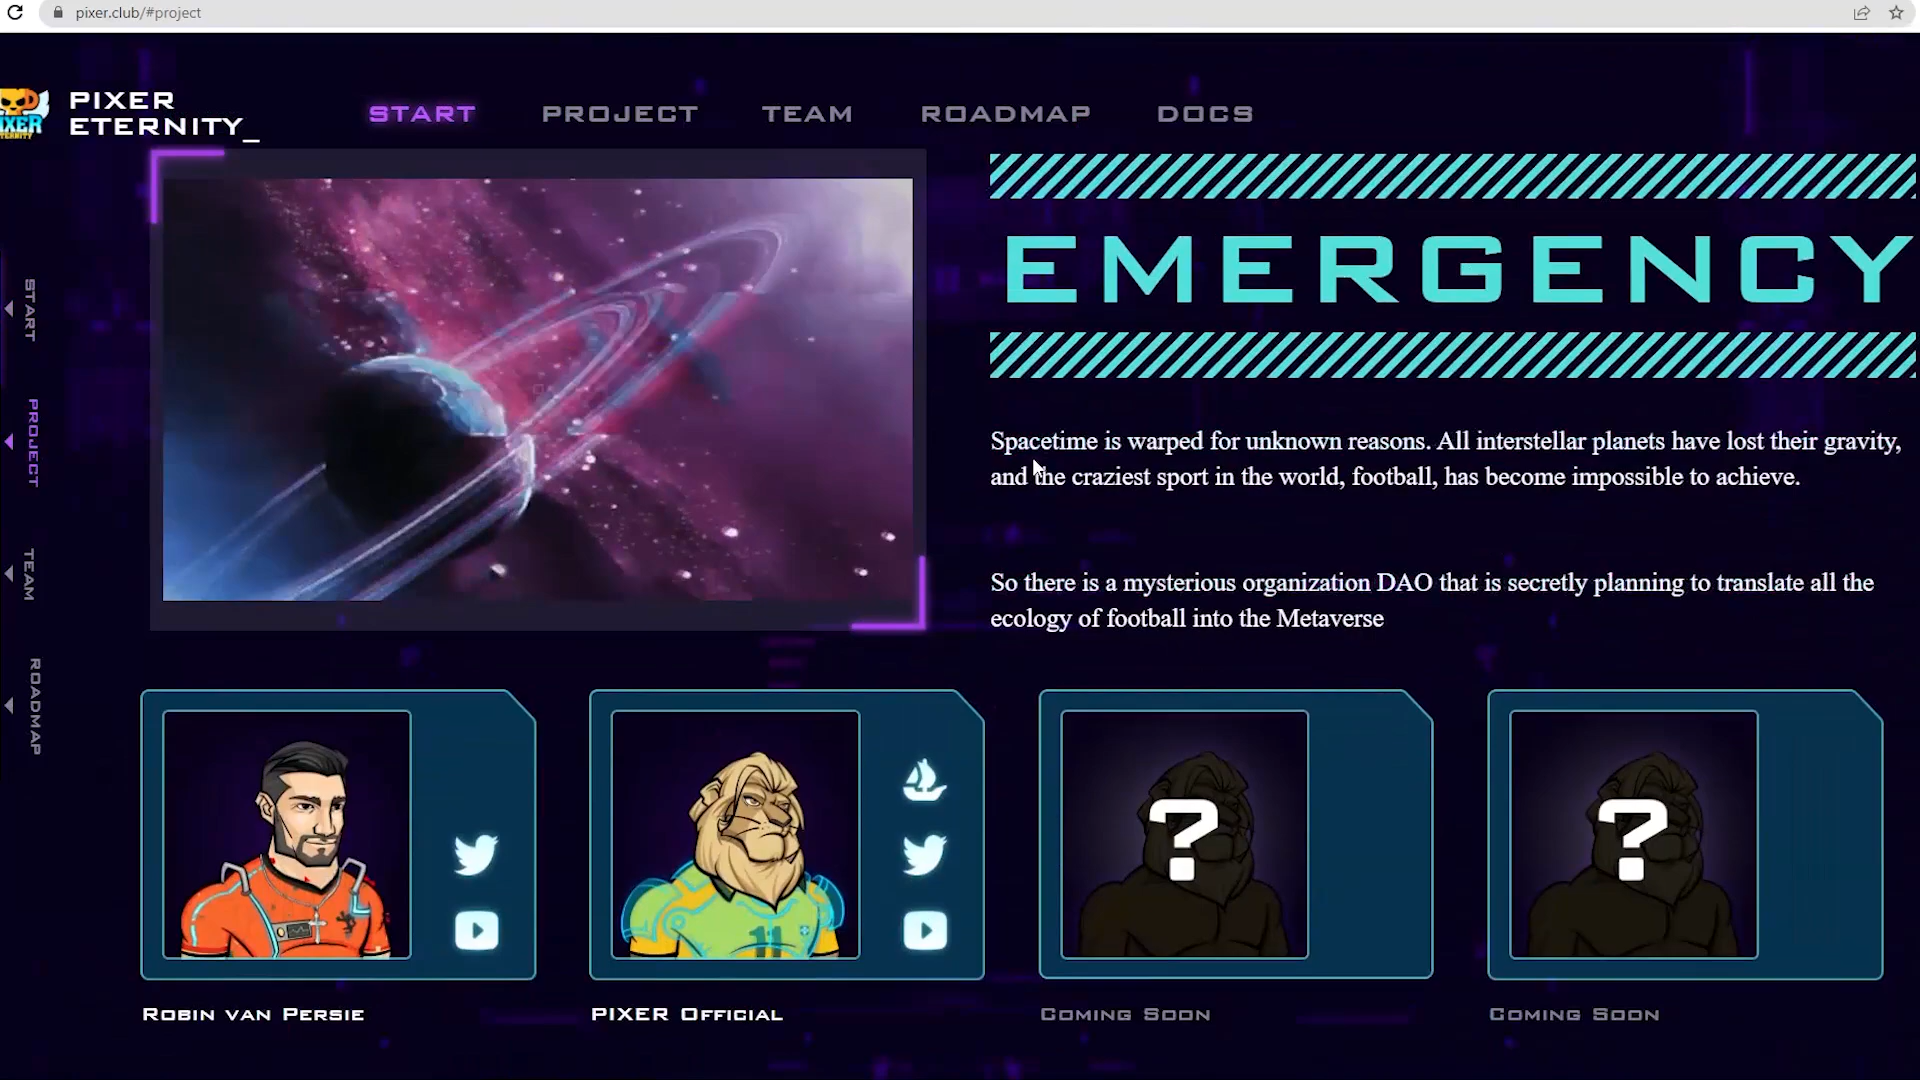 pixer.club/#project
PIXER
ETERNITY_
START PROJECT TEAM ROADMAP DOCS
EMERGENCY
START
PROJECT
TEAM
ROADMAP
Spacetime is warped for unknown reasons. All interstellar planets have lost their gravity,
and the craziest sport in the world, football, has become impossible to achieve.
So there is a mysterious organization DAO that is secretly planning to translate all the
ecology of football into the Metaverse
?
?
11
Robin van Persie
PIXER Official
Coming Soon
Coming Soon